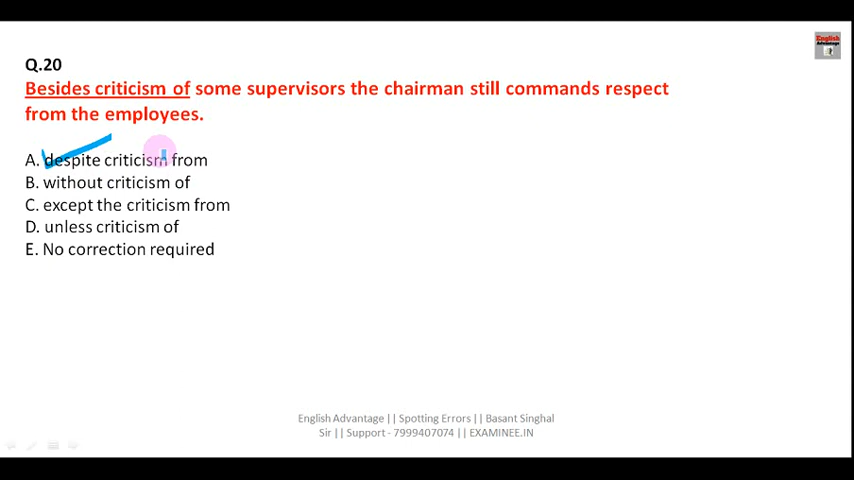 English
Advantage
Q.20
Besides criticism of some supervisors the chairman still commands respect
from the employees.
A. despite criticism from
B. without criticism of
C. except the criticism from
D. unless criticism of
E. No correction required
English Advantage || Spotting Errors || Basant Singhal
Sir || Support - 7999407074 || EXAMINEE.IN